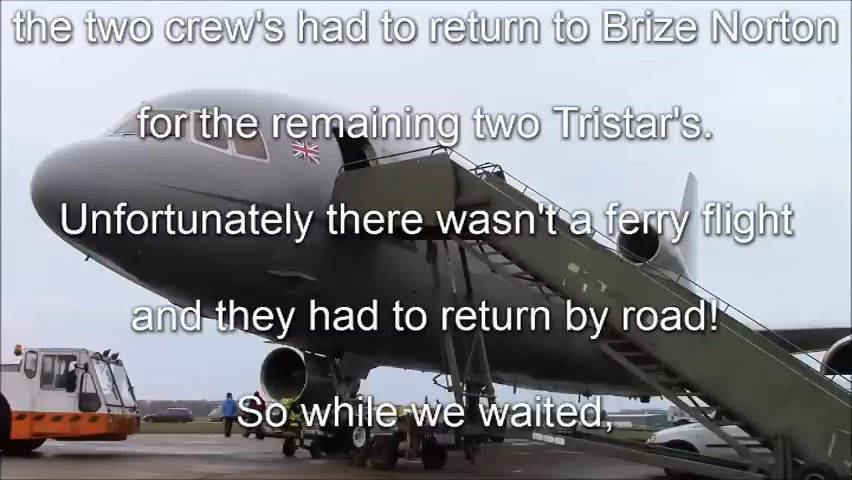 the two crew's had to return to Brize Norton
for the remaining two Tristar's.
Unfortunately there wasn't a ferry flight
and they had to return by road!
So while we waited,